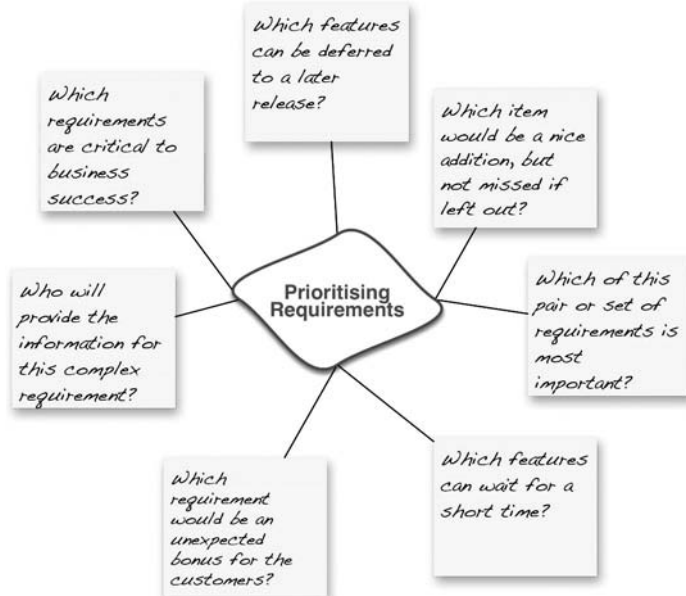 Which features
can be deferred
to a later
release?
Which
requirements
are critical to
business
success?
Which item
would be a nice
addition, but
not missed if
left out?
Prioritising
Requirements
Who will
provide the
information for
this complex
requirement?
Which of this
pair or set of
requirements is
most
important?
Which
requirement
would be an
unexpected
bonus for the
customers?
Which features
can wait for a
short time?